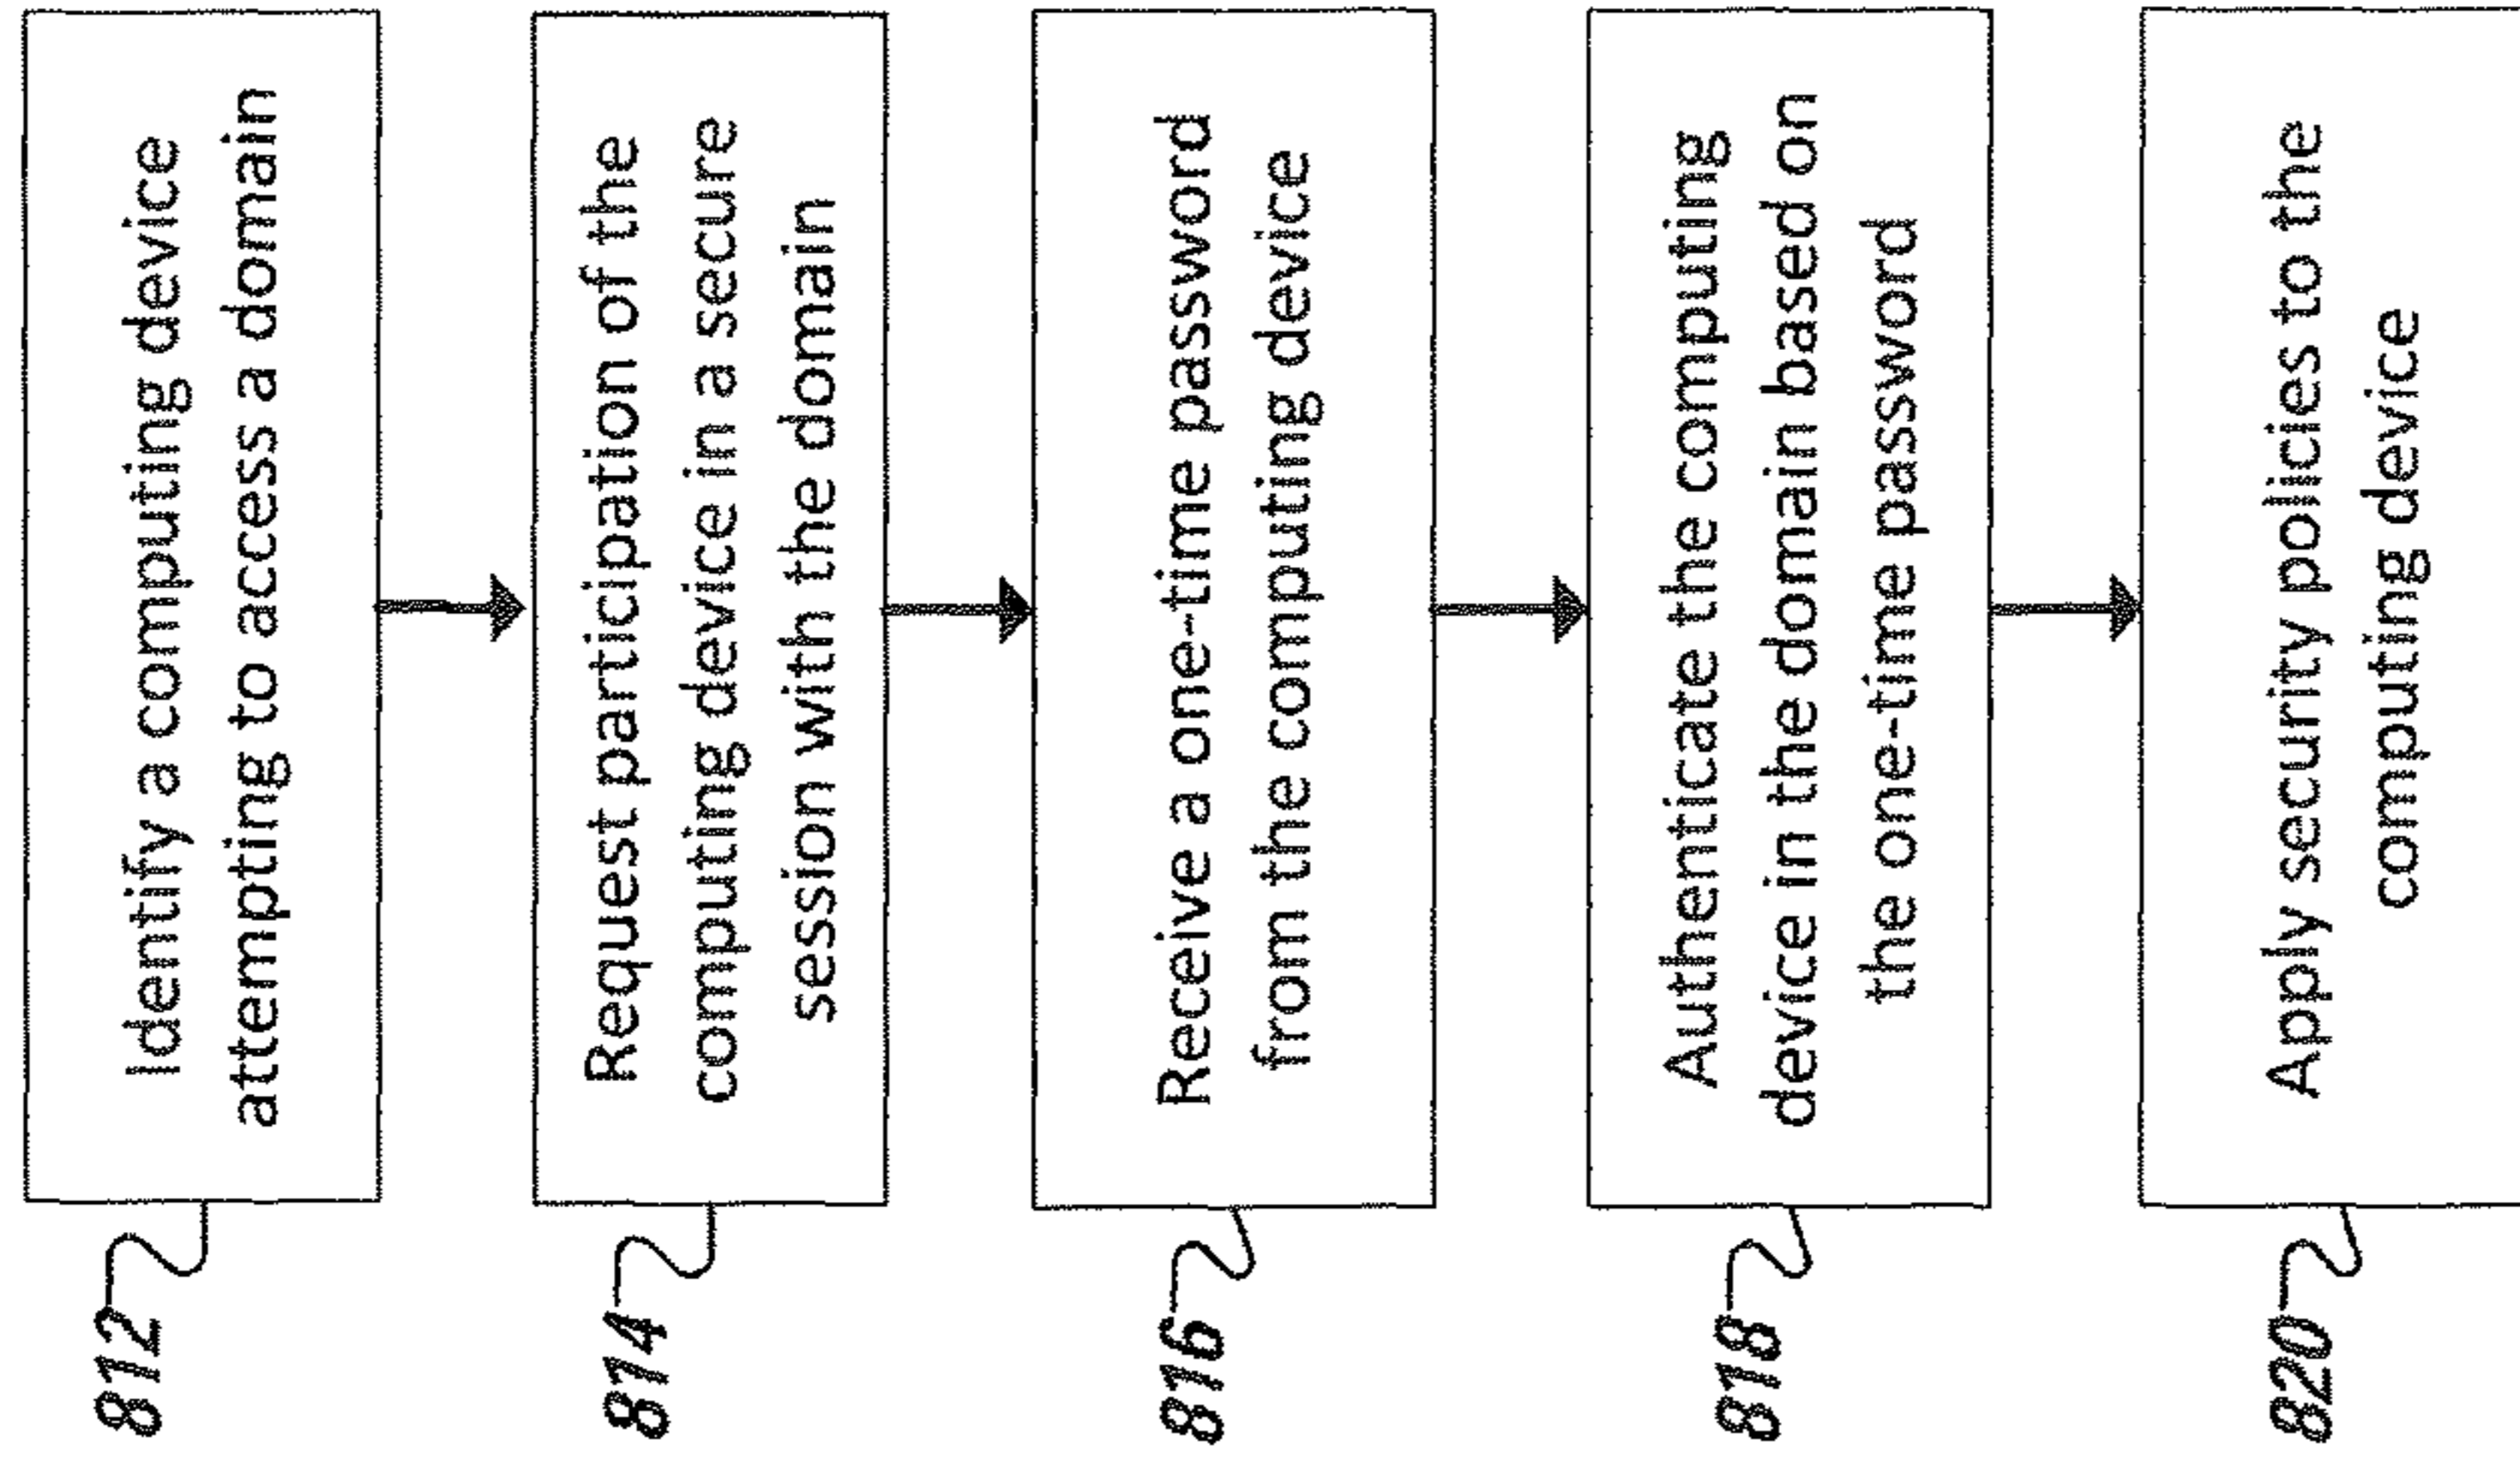 812
Identify a computing device
attempting to access a domain
814
Request participation of the
computing device in a secure
session with the domain
816
Receive a one-time password
from the computing device
818
Authenticate the computing
device in the domain based on
the one-time password
820
Apply security policies to the
computing device